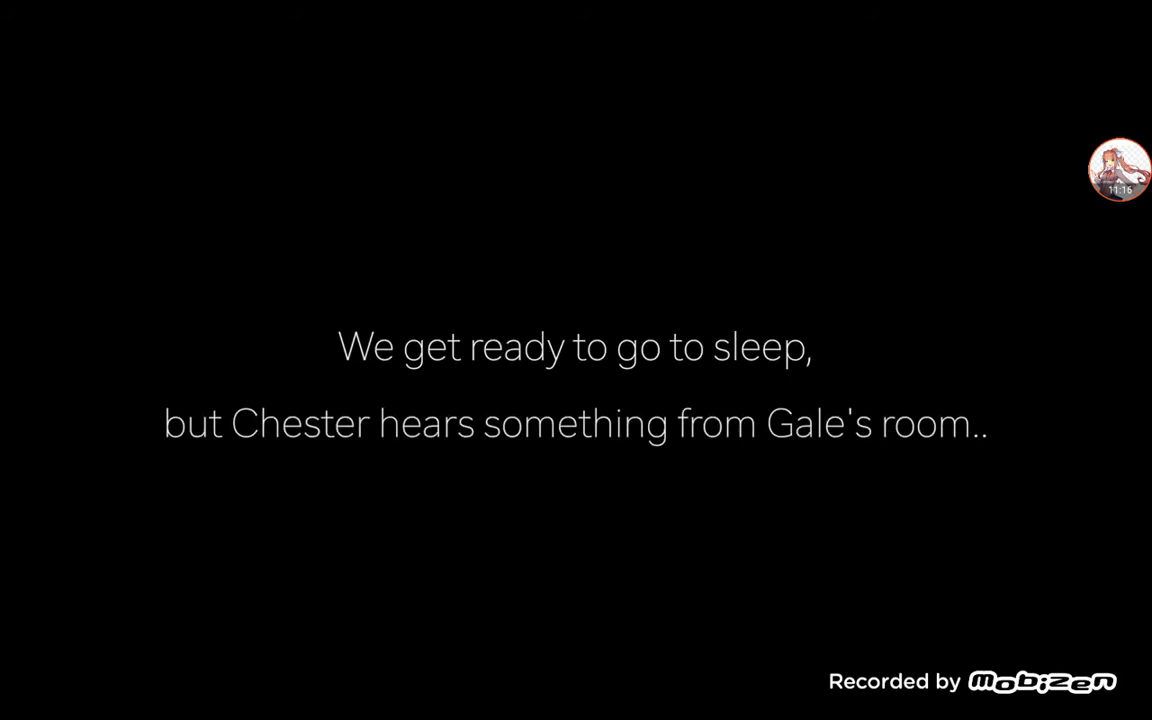 11:16
We get ready to go to sleep,
but Chester hears something from Gale's room..
Recorded by mobizen